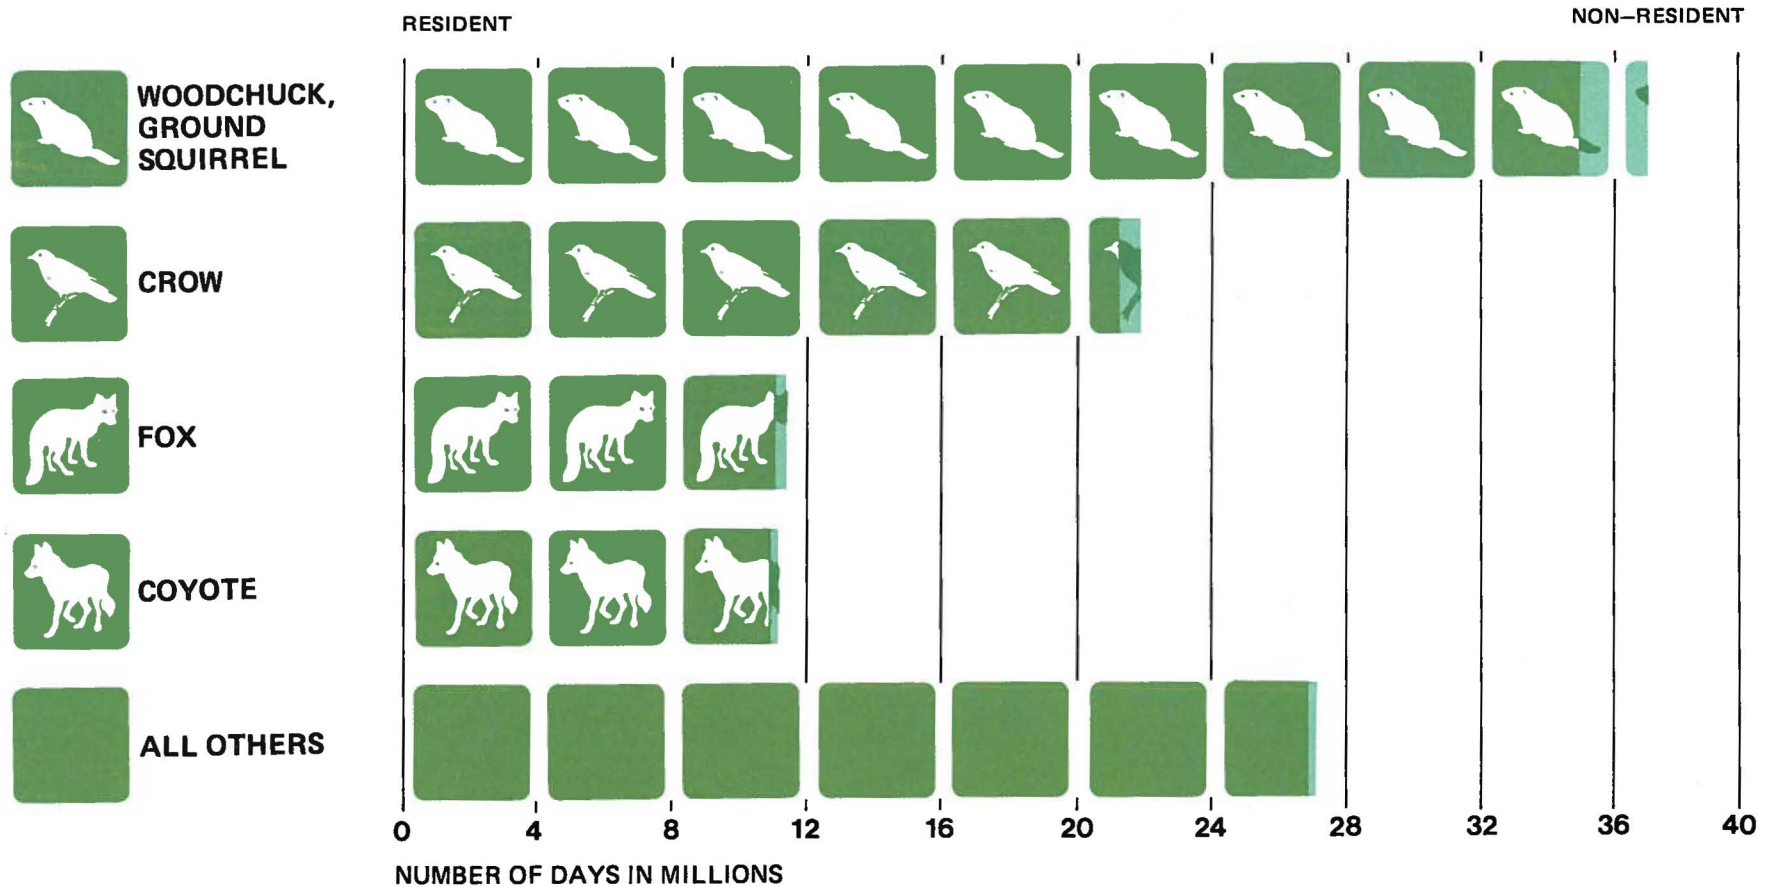 RESIDENT
NON–RESIDENT
WOODCHUCK,
GROUND
SQUIRREL
CROW
FOX
COYOTE
ALL OTHERS
0 4 8 12 16 20 24 28 32 36 40
NUMBER OF DAYS IN MILLIONS